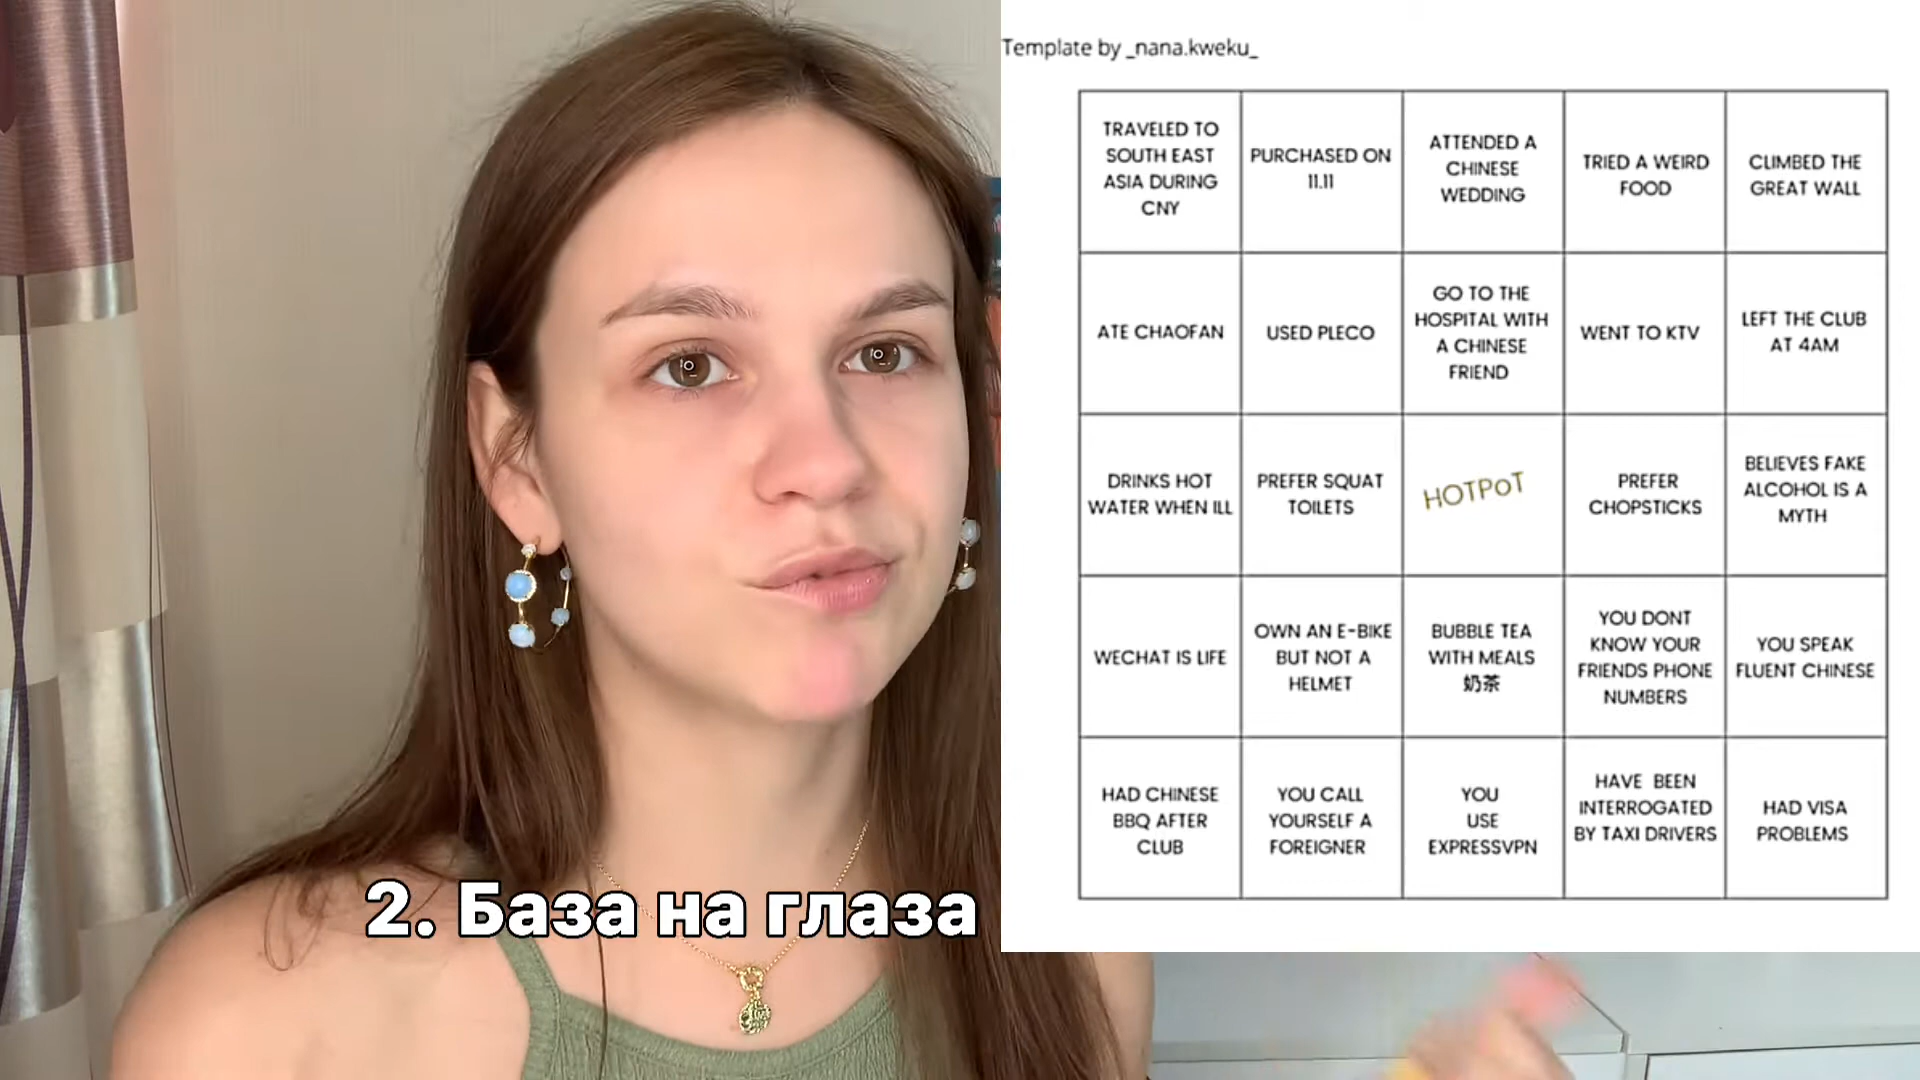 Template by _nana.kweku_
TRAVELED TO
SOUTH EAST
ASIA DURING
CNY
PURCHASED ON
11.11
ATTENDED A
CHINESE
WEDDING
TRIED A WEIRD
FOOD
CLIMBED THE
GREAT WALL
ATE CHAOFAN
USED PLECO
GO TO THE
HOSPITAL WITH
A CHINESE
FRIEND
WENT TO KTV
LEFT THE CLUB
AT 4AM
DRINKS HOT
WATER WHEN ILL
PREFER SQUAT
TOILETS
HOTPOT
PREFER
CHOPSTICKS
BELIEVES FAKE
ALCOHOL IS A
MYTH
WECHAT IS LIFE
OWN AN E-BIKE
BUT NOT A
HELMET
BUBBLE TEA
WITH MEALS
奶茶
YOU DONT
KNOW YOUR
FRIENDS PHONE
NUMBERS
YOU SPEAK
FLUENT CHINESE
HAD CHINESE
BBQ AFTER
CLUB
YOU CALL
YOURSELF A
FOREIGNER
YOU
USE
EXPRESSVPN
HAVE BEEN
INTERROGATED
BY TAXI DRIVERS
HAD VISA
PROBLEMS
2. База на глаза